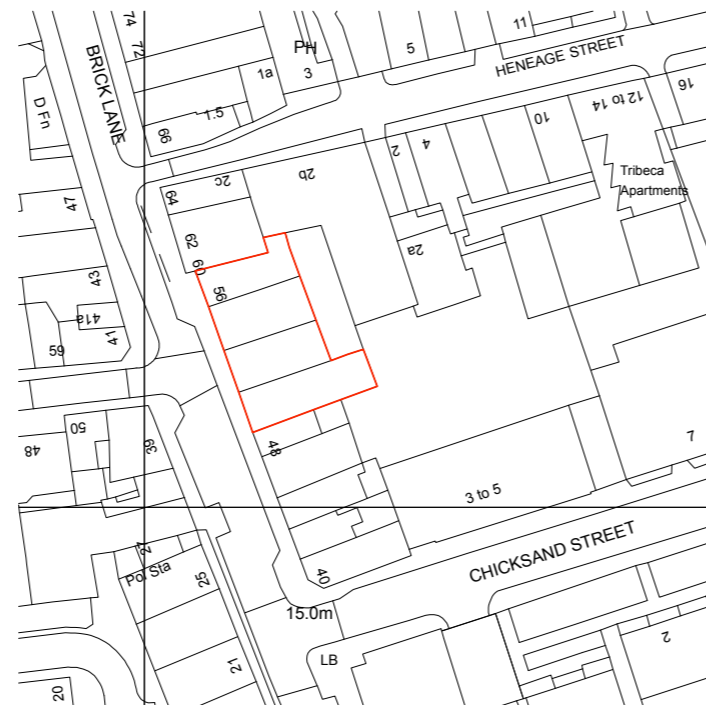 74
72
BRICK LANE
D Fn
PH
3
1a
1.5
66
5
11
HENEAGE STREET
16
12 to 14
10
4
2
Tribeca
Apartments
2b
2c
64
62
60
56
2a
47
43
41a
41
59
50
48
39
48
7
3 to 5
CHICKSAND STREET
27
Pol Sta
25
40
15.0m
LB
21
20
2